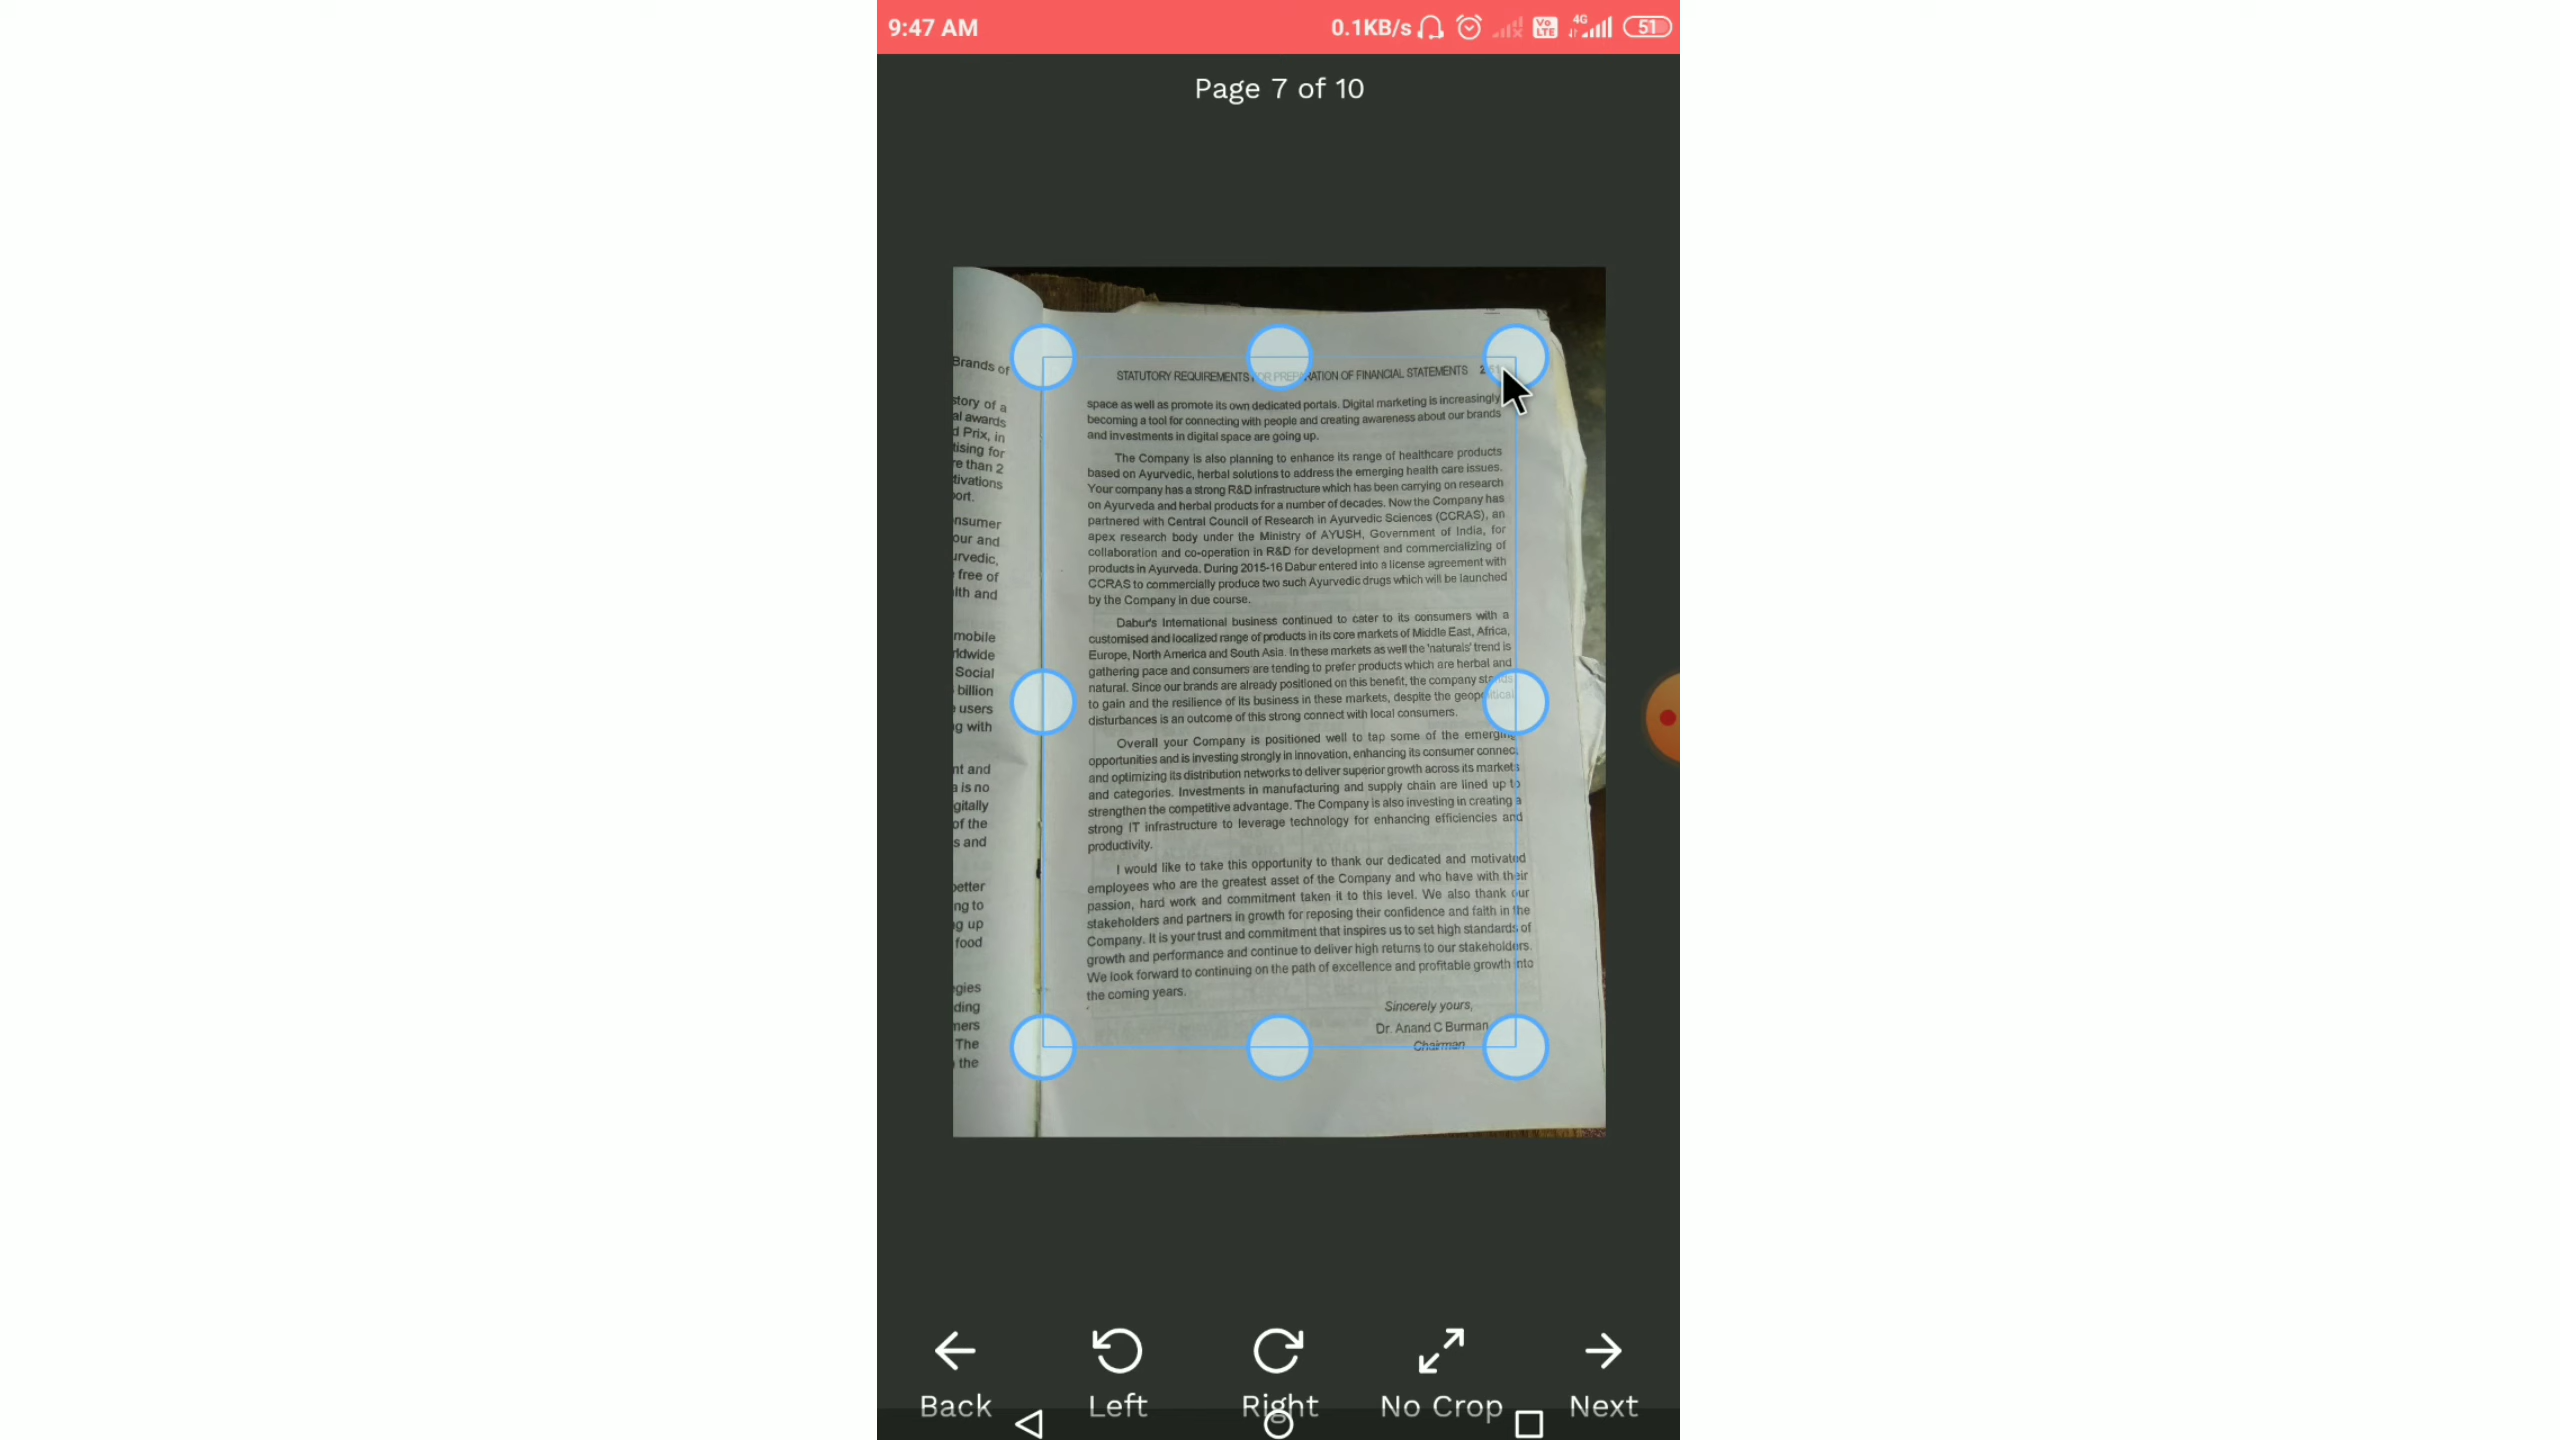 9:47 AM
0.1KB/s
Vo
LTE
4G
51
Page 7 of 10
Brands of
story of a
al awards
d Prix, in
tising for
re than 2
tivations
ort.
nsumer
our and
urvedic,
free of
lth and
mobile
rldwide
Social
billion
users
g with
nt and
a is no
gitally
of the
s and
better
ng to
g up
food
egies
ding
ners
The
the
STATUTORY REQUIREMENTS FOR PREPARATION OF FINANCIAL STATEMENTS
space as well as promote its own dedicated portals. Digital marketing is increasingly
becoming a tool for connecting with people and creating awareness about our brands
and investments in digital space are going up.
The Company is also planning to enhance its range of healthcare products
based on Ayurvedic, herbal solutions to address the emerging health care issues.
Your company has a strong R&D infrastructure which has been carrying on research
on Ayurveda and herbal products for a number of decades. Now the Company has
partnered with Central Council of Research in Ayurvedic Sciences (CCRAS), an
apex research body under the Ministry of AYUSH, Government of India, for
collaboration and co-operation in R&D for development and commercializing of
products in Ayurveda. During 2015-16 Dabur entered into a license agreement with
CCRAS to commercially produce two such Ayurvedic drugs which will be launched
by the Company in due course.
Dabur's International business continued to cater to its consumers with a
customised and localized range of products in its core markets of Middle East, Africa,
Europe, North America and South Asia. In these markets as well the 'naturals' trend is
gathering pace and consumers are tending to prefer products which are herbal and
natural. Since our brands are already positioned on this benefit, the company stands
to gain and the resilience of its business in these markets, despite the geopolitical
disturbances is an outcome of this strong connect with local consumers.
Overall your Company is positioned well to tap some of the emerging
opportunities and is investing strongly in innovation, enhancing its consumer connec
and optimizing its distribution networks to deliver superior growth across its markets
and categories. Investments in manufacturing and supply chain are lined up to
strengthen the competitive advantage. The Company is also investing in creating a
strong IT infrastructure to leverage technology for enhancing efficiencies and
productivity.
I would like to take this opportunity to thank our dedicated and motivated
employees who are the greatest asset of the Company and who have with their
passion, hard work and commitment taken it to this level. We also thank our
stakeholders and partners in growth for reposing their confidence and faith in the
Company. It is your trust and commitment that inspires us to set high standards of
growth and performance and continue to deliver high returns to our stakeholders.
We look forward to continuing on the path of excellence and profitable growth into
the coming years.
Sincerely yours,
Dr. Anand C Burman
Chairman
Back
Left
Right
No Crop
Next